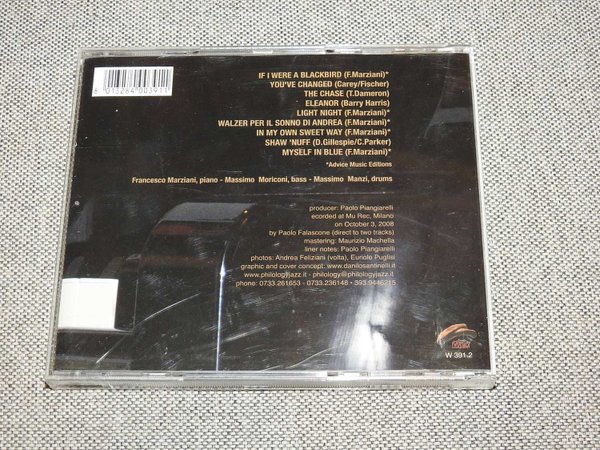 8 013284 003911
IF I WERE A BLACKBIRD (F.Marziani)*
YOU'VE CHANGED (Carey/Fischer)
THE CHASE (T.Dameron)
ELEANOR (Barry Harris)
LIGHT NIGHT (F.Marziani)*
WALZER PER IL SONNO DI ANDREA (F.Marziani)*
IN MY OWN SWEET WAY (F.Marziani)*
SHAW 'NUFF (D.Gillespie/C.Parker)
MYSELF IN BLUE (F.Marziani)*
*Advice Music Editions
Francesco Marziani, piano - Massimo Moriconi, bass - Massimo Manzi, drums
producer: Paolo Piangiarelli
ecorded at Mu Rec, Milano
on October 3, 2008
by Paolo Falascone (direct to two tracks)
mastering: Maurizio Machella
liner notes: Paolo Piangiarelli
photos: Andrea Feliziani (volta), Euriolo Puglisi
graphic and cover concept: www.danilosantinelli.it
www.philologyjazz.it - philology@philologyjazz.it
phone: 0733.261653 - 0733.236148 - 393.9446215
W 391.2